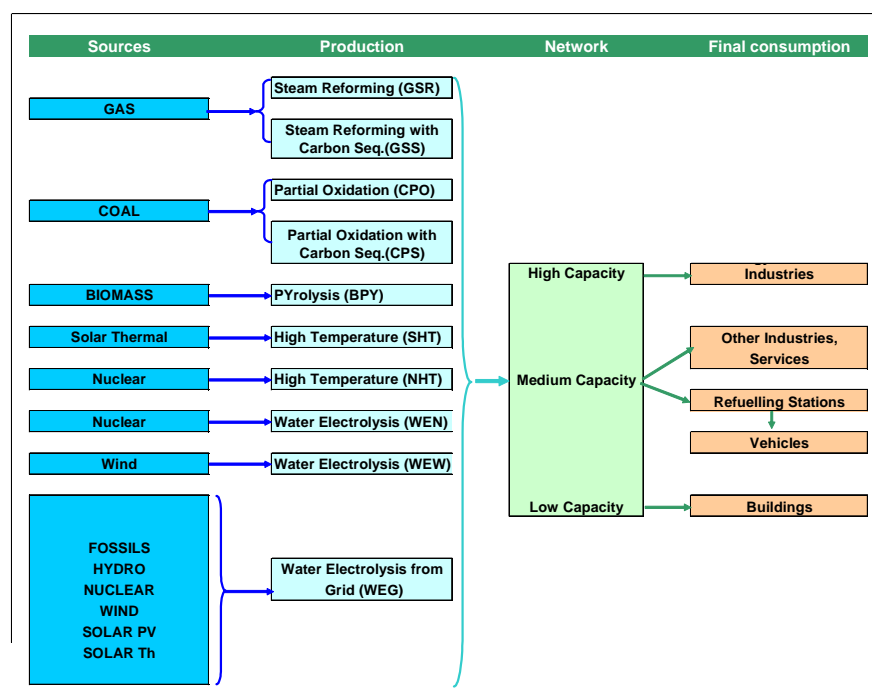 Sources Production Network Final consumption
Steam Reforming (GSR)
GAS
Steam Reforming with
Carbon Seq.(GSS)
Partial Oxidation (CPO)
COAL
Partial Oxidation with
Carbon Seq.(CPS)
High Capacity
Industries
BIOMASS
PYrolysis (BPY)
Solar Thermal
High Temperature (SHT)
Other Industries,
Services
Nuclear
High Temperature (NHT)
Medium Capacity
Refuelling Stations
Nuclear
Water Electrolysis (WEN)
Vehicles
Wind
Water Electrolysis (WEW)
Low Capacity
Buildings
FOSSILS
HYDRO
NUCLEAR
WIND
SOLAR PV
SOLAR Th
Water Electrolysis from
Grid (WEG)